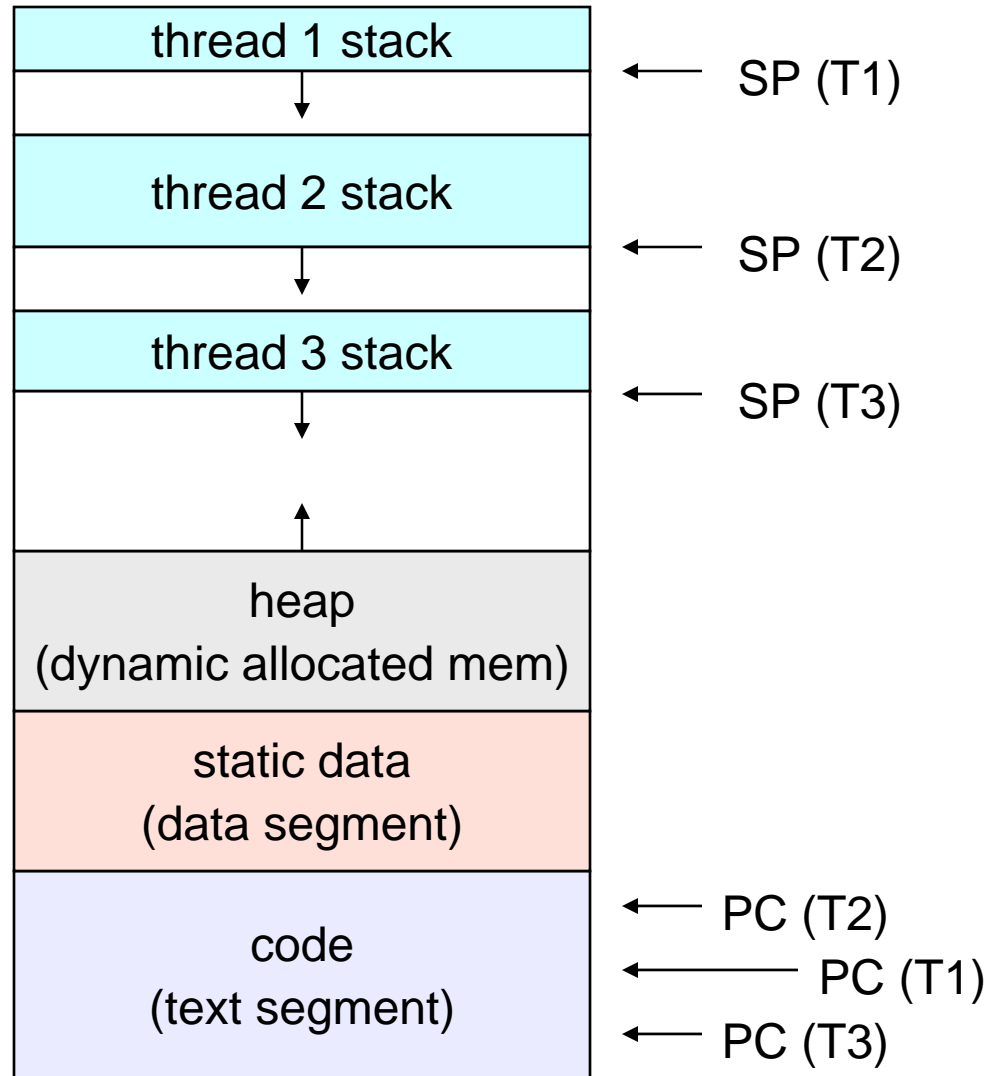 thread 1 stack
SP (T1)
thread 2 stack
SP (T2)
thread 3 stack
SP (T3)
heap
(dynamic allocated mem)
static data
(data segment)
code
(text segment)
PC (T2)
PC (T1)
PC (T3)